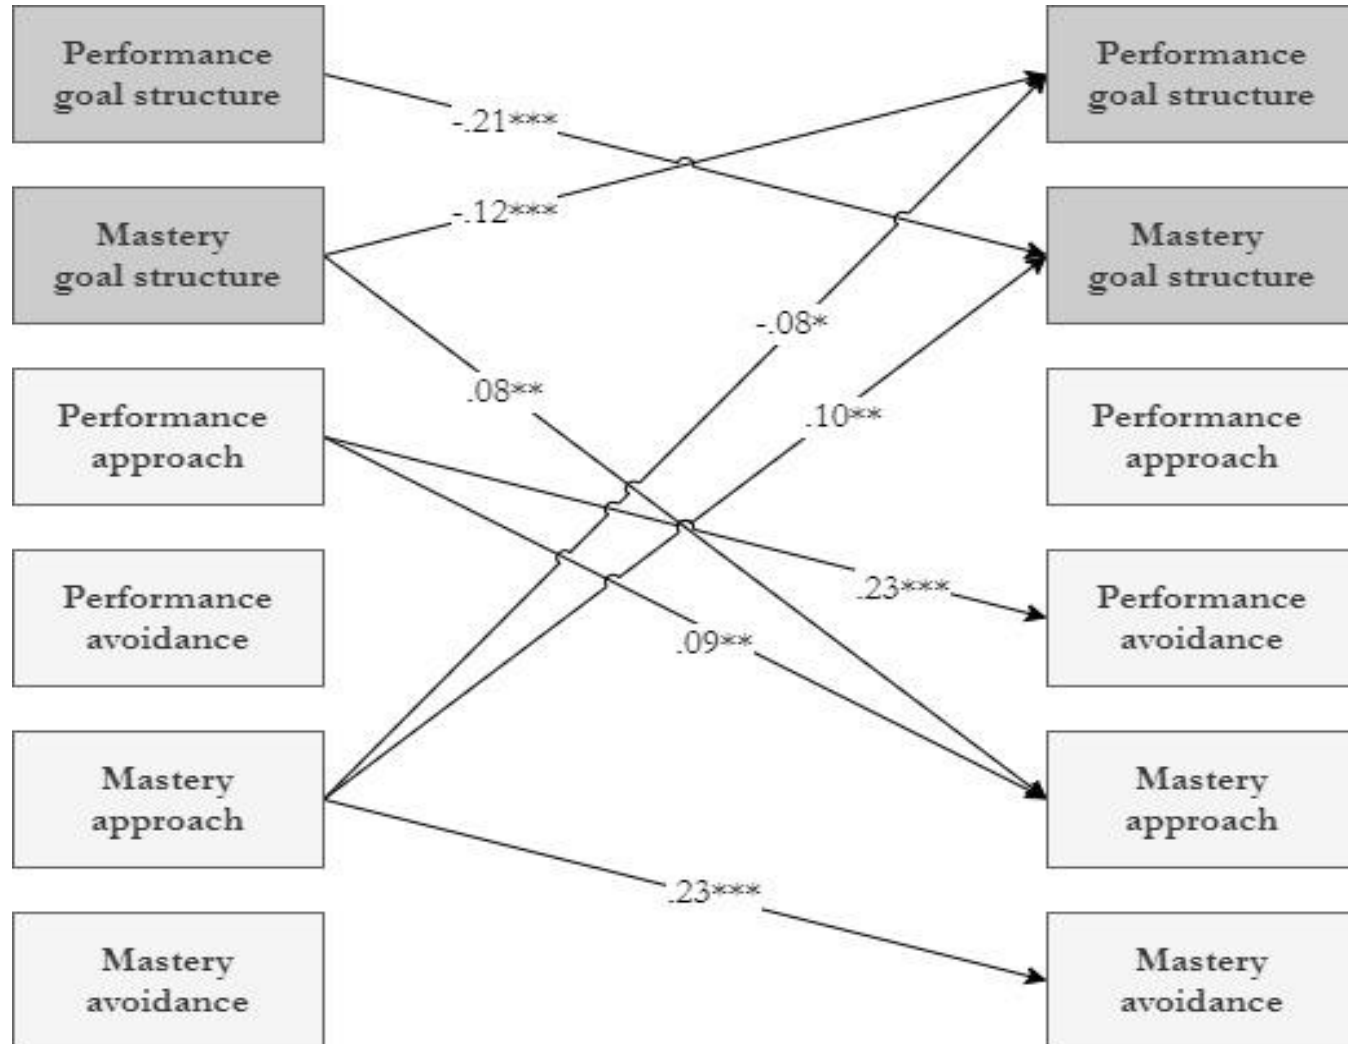 Performance
goal structure
Performance
goal structure
-.21***
Mastery
goal structure
-.12***
Mastery
goal structure
-.08*
.08**
Performance
approach
.10**
Performance
approach
Performance
avoidance
.23***
Performance
avoidance
.09**
Mastery
approach
Mastery
approach
.23***
Mastery
avoidance
Mastery
avoidance